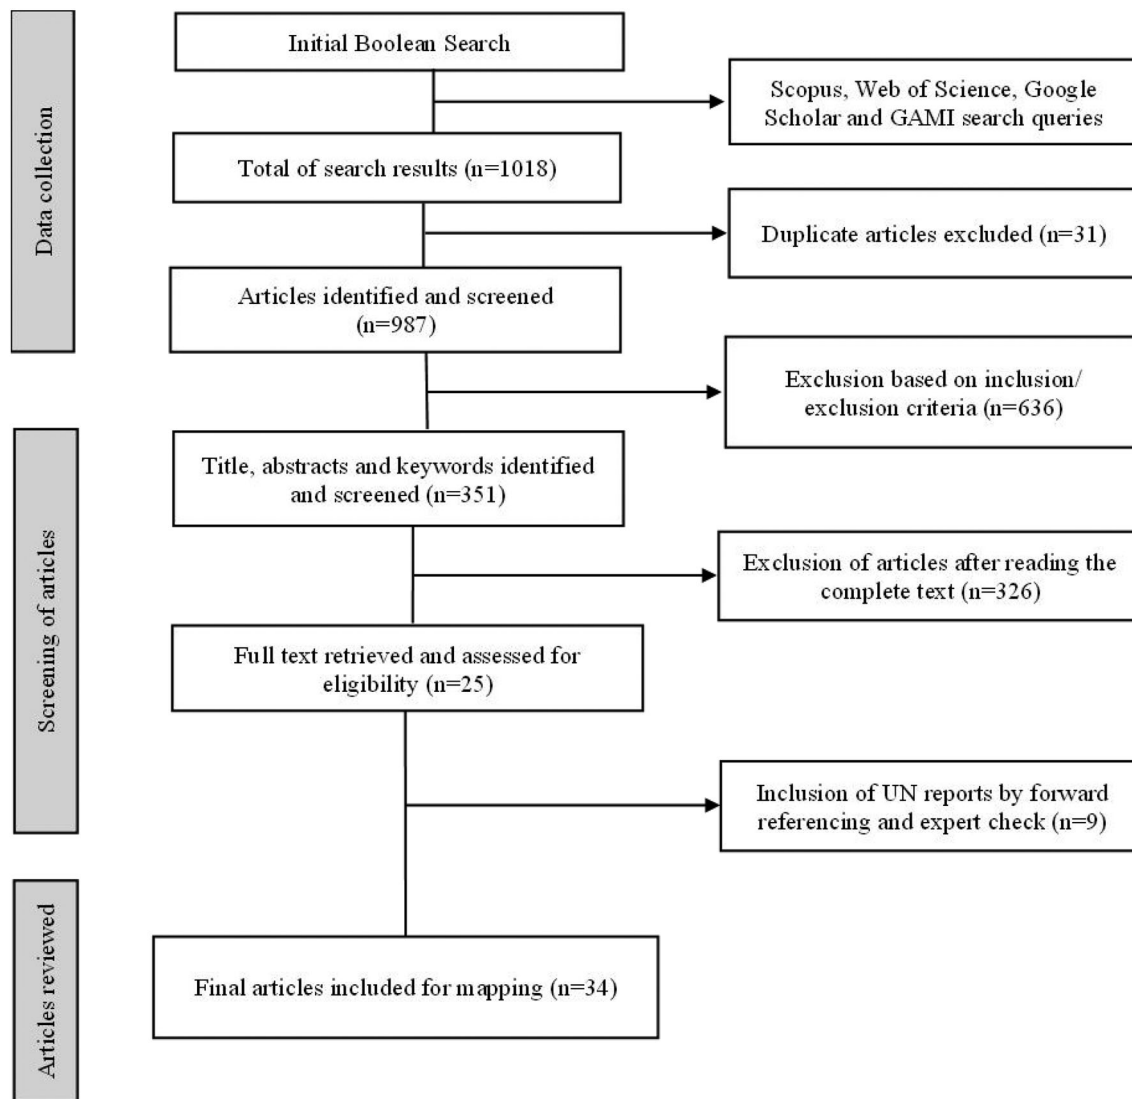 Data collection
Initial Boolean Search
Scopus, Web of Science, Google
Scholar and GAMI search queries
Total of search results (n=1018)
Duplicate articles excluded (n=31)
Articles identified and screened
(n=987)
Exclusion based on inclusion/
exclusion criteria (n=636)
Screening of articles
Title, abstracts and keywords identified
and screened (n=351)
Exclusion of articles after reading the
complete text (n=326)
Full text retrieved and assessed for
eligibility (n=25)
Inclusion of UN reports by forward
referencing and expert check (n=9)
Articles reviewed
Final articles included for mapping (n=34)